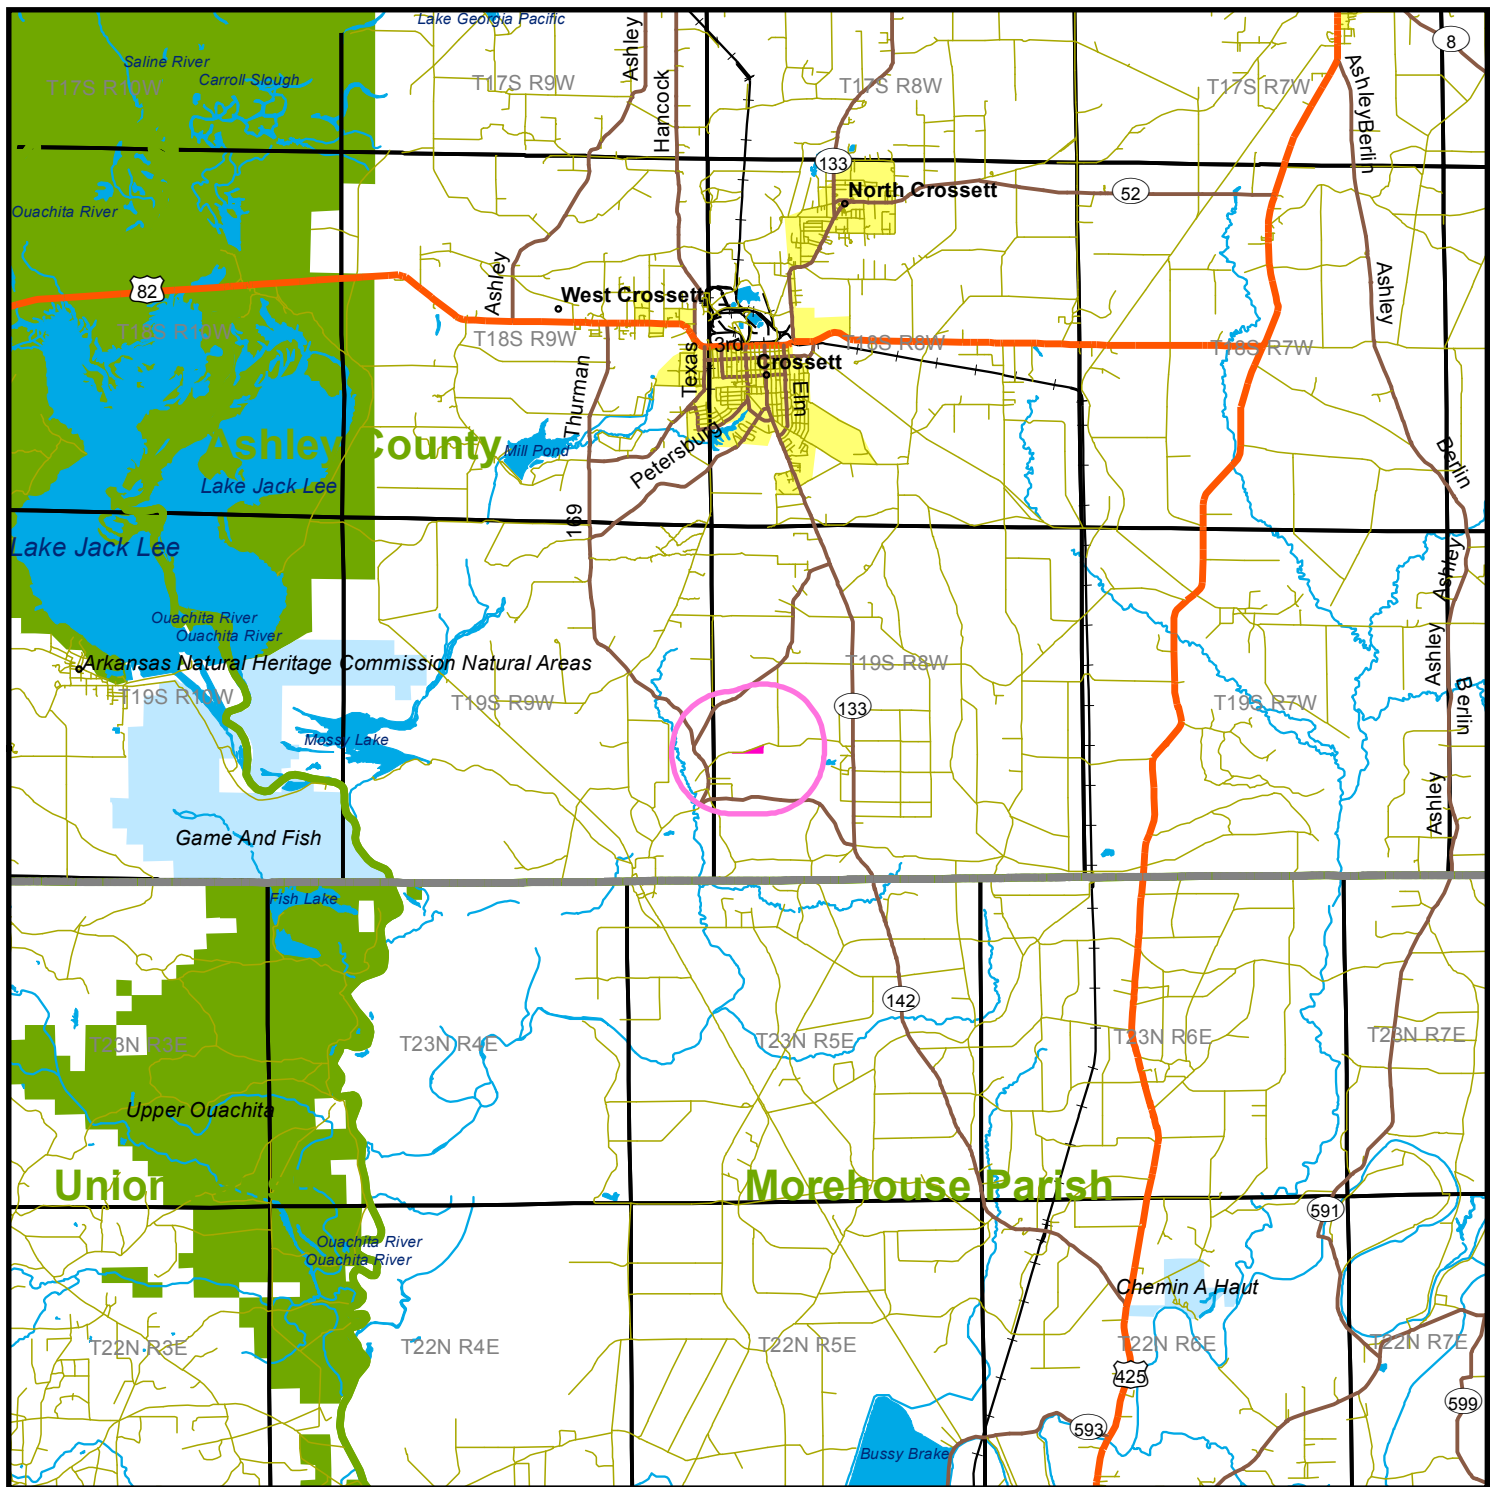 Lake Georgia Pacific
Ashley
Hancock
8
Saline River
Carroll Slough
T17S R10W
T17S R9W
T17S R8W
T17S R7W
AshleyBerlin
133
North Crossett
52
Ouachita River
82
Ashley
West Crossett
Ashley
T18S R10W
T18S R9W
3rd
T18S R8W
T18S R7W
Texas
Crossett
Thurman
Elm
Ashley County
Mill Pond
Petersburg
Berlin
Lake Jack Lee
169
Lake Jack Lee
Ashley
Ouachita River
Ouachita River
Arkansas Natural Heritage Commission Natural Areas
T19S R8W
Ashley
T19S R10W
T19S R9W
133
T19S R7W
Berlin
Mossy Lake
Ashley
Game And Fish
Fish Lake
142
T23N R3E
T23N R4E
T23N R5E
T23N R6E
T23N R7E
Upper Ouachita
Union
Morehouse Parish
591
Ouachita River
Ouachita River
Chemin A Haut
T22N R3E
T22N R4E
T22N R5E
T22N R6E
T22N R7E
425
599
593
Bussy Brake